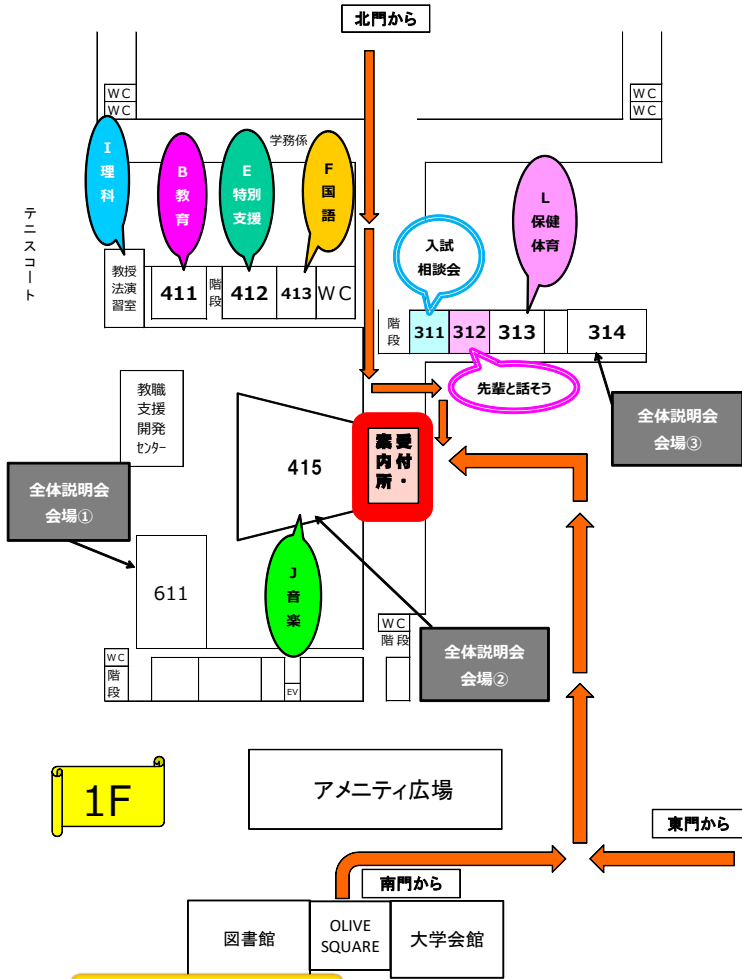 北門から
WC
WC
WC
WC
学務係
I
理
科
B
教
育
E
特別
支援
F
国
語
L
保健
体育
入試
相談会
テニスコート
教授
法演
習室
411
階
段
412
413
WC
階
段
311
312
313
314
先輩と話そう
教職
支援
開発
センター
全体説明会
会場③
受付・
案内所
415
全体説明会
会場①
611
J
音
楽
WC
階段
全体説明会
会場②
WC
階
段
EV
1F
アメニティ広場
東門から
南門から
図書館
OLIVE
SQUARE
大学会館